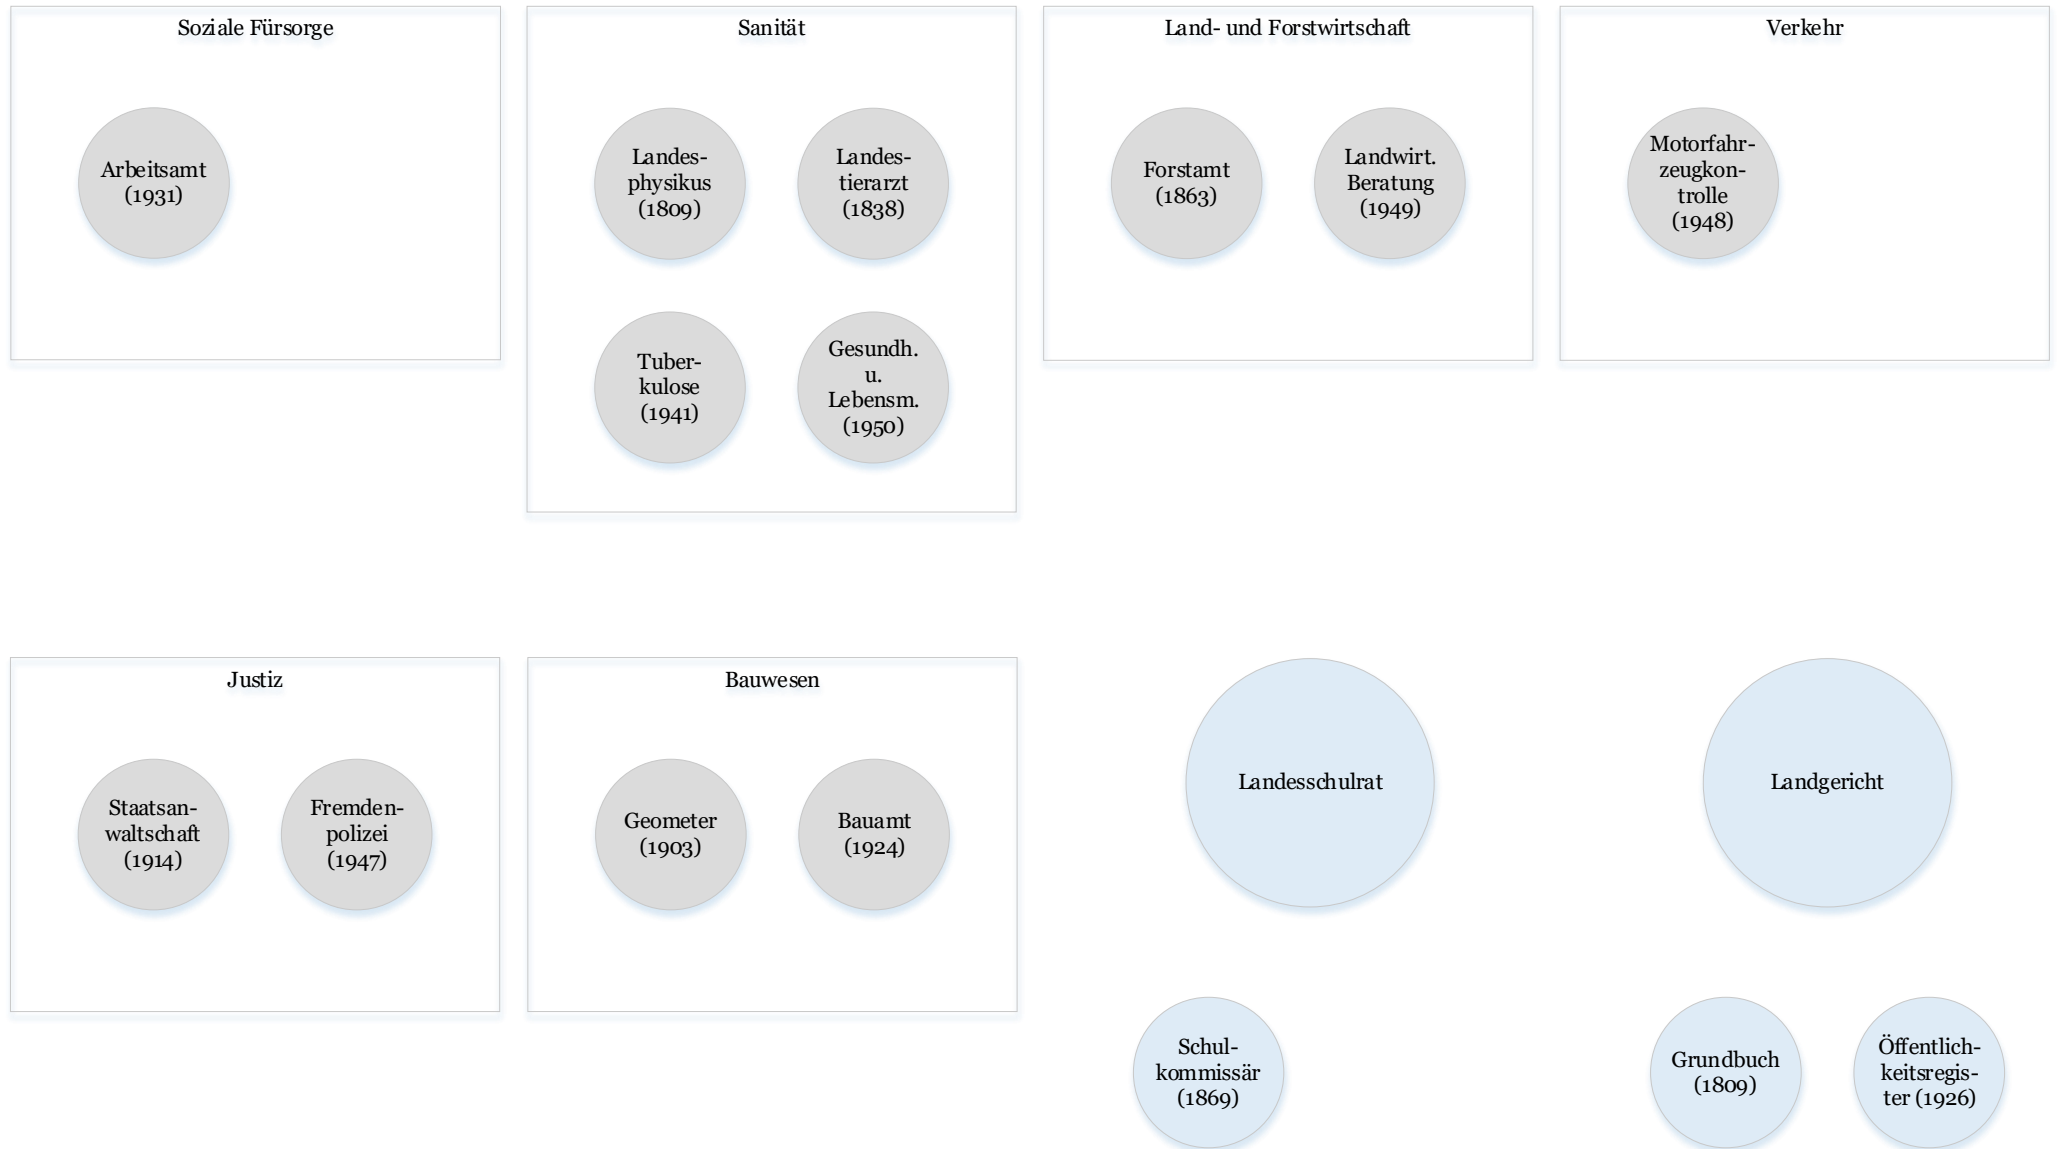 Soziale Fürsorge
Arbeitsamt
(1931)
Sanität
Landes-
physikus
(1809)
Landes-
tierarzt
(1838)
Tuber-
kulose
(1941)
Gesundh.
u.
Lebensm.
(1950)
Land- und Forstwirtschaft
Forstamt
(1863)
Landwirt.
Beratung
(1949)
Verkehr
Motorfahr-
zeugkon-
trolle
(1948)
Justiz
Staatsan-
waltschaft
(1914)
Fremden-
polizei
(1947)
Bauwesen
Geometer
(1903)
Bauamt
(1924)
Landesschulrat
Schul-
kommissär
(1869)
Landgericht
Grundbuch
(1809)
Öffentlich-
keitsregis-
ter (1926)